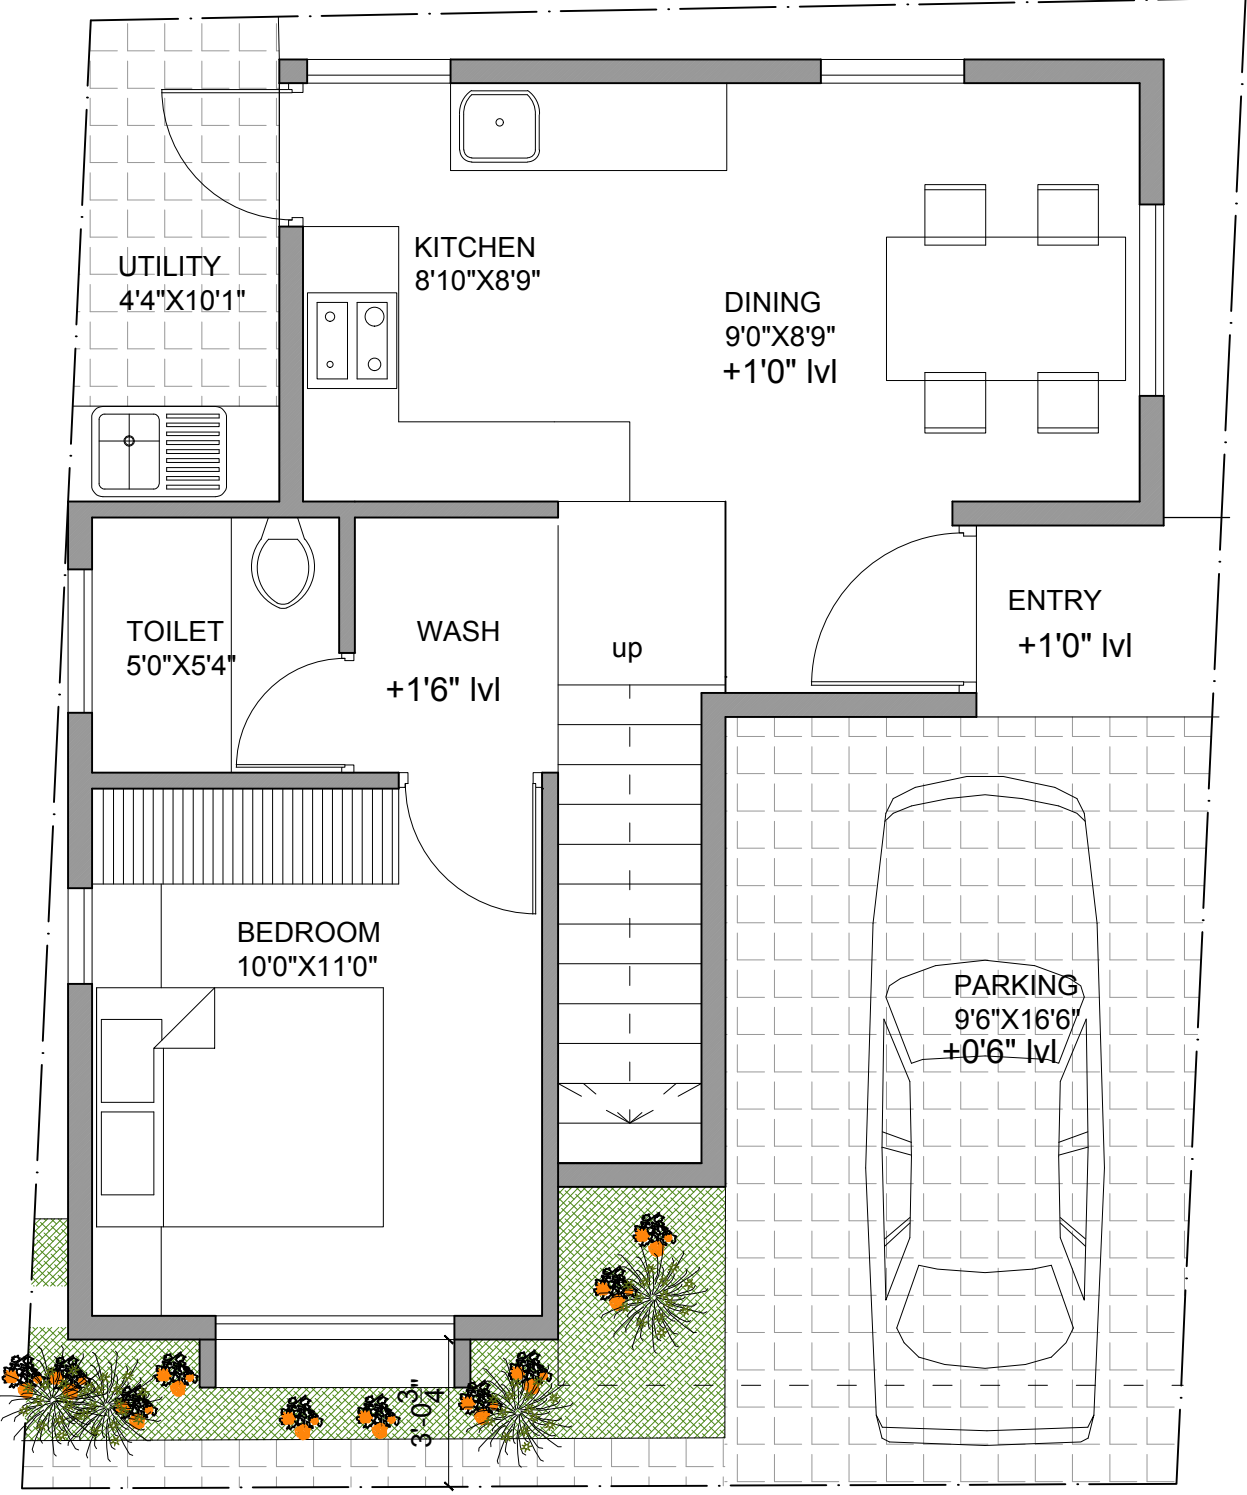 KITCHEN
8'10"X8'9"
UTILITY
4'4"X10'1"
DINING
9'0"X8'9"
+1'0" lvl
ENTRY
+1'0" lvl
TOILET
5'0"X5'4"
WASH
+1'6" lvl
up
BEDROOM
10'0"X11'0"
PARKING
9'6"X16'6"
+0'6" lvl
3'-0 3/4"